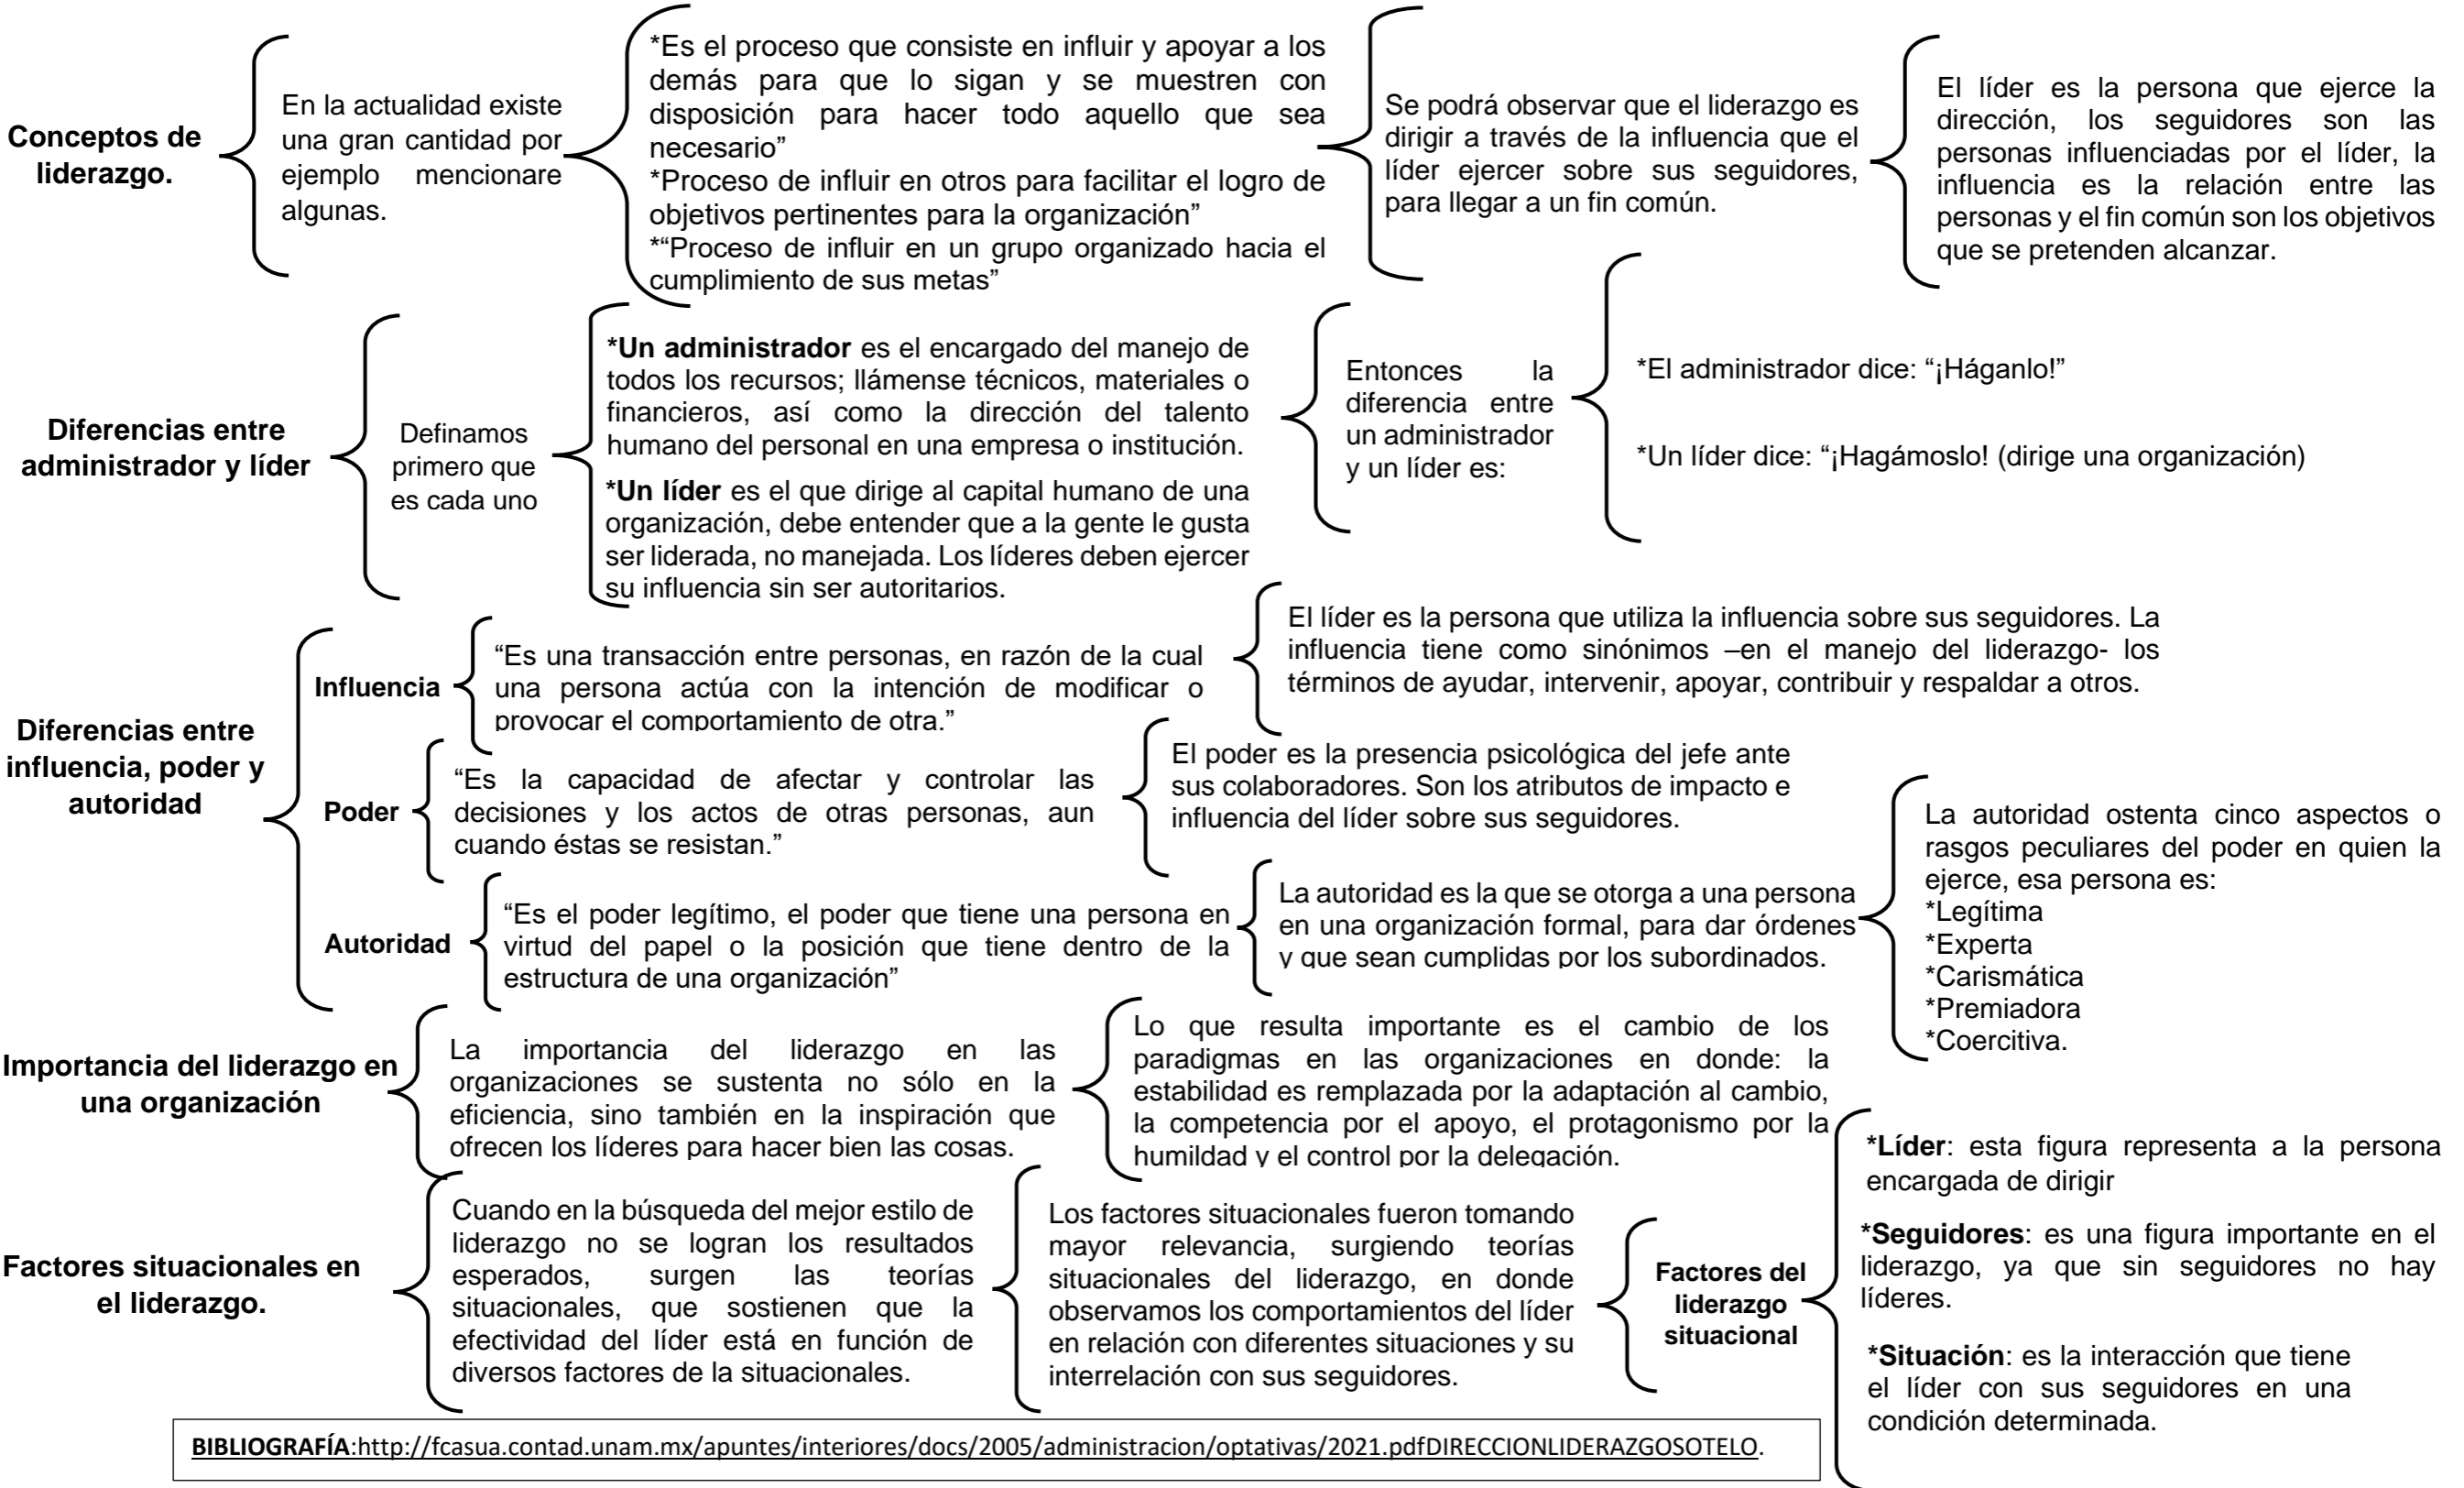 Conceptos de
liderazgo.
En la actualidad existe
una gran cantidad por
ejemplo mencionare
algunas.
*Es el proceso que consiste en influir y apoyar a los
demás para que lo sigan y se muestren con
disposición para hacer todo aquello que sea
necesario”
*Proceso de influir en otros para facilitar el logro de
objetivos pertinentes para la organización”
*“Proceso de influir en un grupo organizado hacia el
cumplimiento de sus metas”
Se podrá observar que el liderazgo es
dirigir a través de la influencia que el
líder ejercer sobre sus seguidores,
para llegar a un fin común.
El líder es la persona que ejerce la
dirección, los seguidores son las
personas influenciadas por el líder, la
influencia es la relación entre las
personas y el fin común son los objetivos
que se pretenden alcanzar.
Diferencias entre
administrador y líder
Definamos
primero que
es cada uno
*Un administrador es el encargado del manejo de
todos los recursos; llámense técnicos, materiales o
financieros, así como la dirección del talento
humano del personal en una empresa o institución.
*Un líder es el que dirige al capital humano de una
organización, debe entender que a la gente le gusta
ser liderada, no manejada. Los líderes deben ejercer
su influencia sin ser autoritarios.
Entonces la
diferencia entre
un administrador
y un líder es:
*El administrador dice: “¡Háganlo!”
*Un líder dice: “¡Hagámoslo! (dirige una organización)
Diferencias entre
influencia, poder y
autoridad
Influencia
“Es una transacción entre personas, en razón de la cual
una persona actúa con la intención de modificar o
provocar el comportamiento de otra.”
El líder es la persona que utiliza la influencia sobre sus seguidores. La
influencia tiene como sinónimos –en el manejo del liderazgo- los
términos de ayudar, intervenir, apoyar, contribuir y respaldar a otros.
Poder
“Es la capacidad de afectar y controlar las
decisiones y los actos de otras personas, aun
cuando éstas se resistan.”
El poder es la presencia psicológica del jefe ante
sus colaboradores. Son los atributos de impacto e
influencia del líder sobre sus seguidores.
Autoridad
“Es el poder legítimo, el poder que tiene una persona en
virtud del papel o la posición que tiene dentro de la
estructura de una organización”
La autoridad es la que se otorga a una persona
en una organización formal, para dar órdenes
y que sean cumplidas por los subordinados.
La autoridad ostenta cinco aspectos o
rasgos peculiares del poder en quien la
ejerce, esa persona es:
*Legítima
*Experta
*Carismática
*Premiadora
*Coercitiva.
Importancia del liderazgo en
una organización
La importancia del liderazgo en las
organizaciones se sustenta no sólo en la
eficiencia, sino también en la inspiración que
ofrecen los líderes para hacer bien las cosas.
Lo que resulta importante es el cambio de los
paradigmas en las organizaciones en donde: la
estabilidad es remplazada por la adaptación al cambio,
la competencia por el apoyo, el protagonismo por la
humildad y el control por la delegación.
Factores situacionales en
el liderazgo.
Cuando en la búsqueda del mejor estilo de
liderazgo no se logran los resultados
esperados, surgen las teorías
situacionales, que sostienen que la
efectividad del líder está en función de
diversos factores de la situacionales.
Los factores situacionales fueron tomando
mayor relevancia, surgiendo teorías
situacionales del liderazgo, en donde
observamos los comportamientos del líder
en relación con diferentes situaciones y su
interrelación con sus seguidores.
Factores del
liderazgo
situacional
*Líder: esta figura representa a la persona
encargada de dirigir
*Seguidores: es una figura importante en el
liderazgo, ya que sin seguidores no hay
líderes.
*Situación: es la interacción que tiene
el líder con sus seguidores en una
condición determinada.
BIBLIOGRAFÍA:http://fcasua.contad.unam.mx/apuntes/interiores/docs/2005/administracion/optativas/2021.pdfDIRECCIONLIDERAZGOSOTELO.